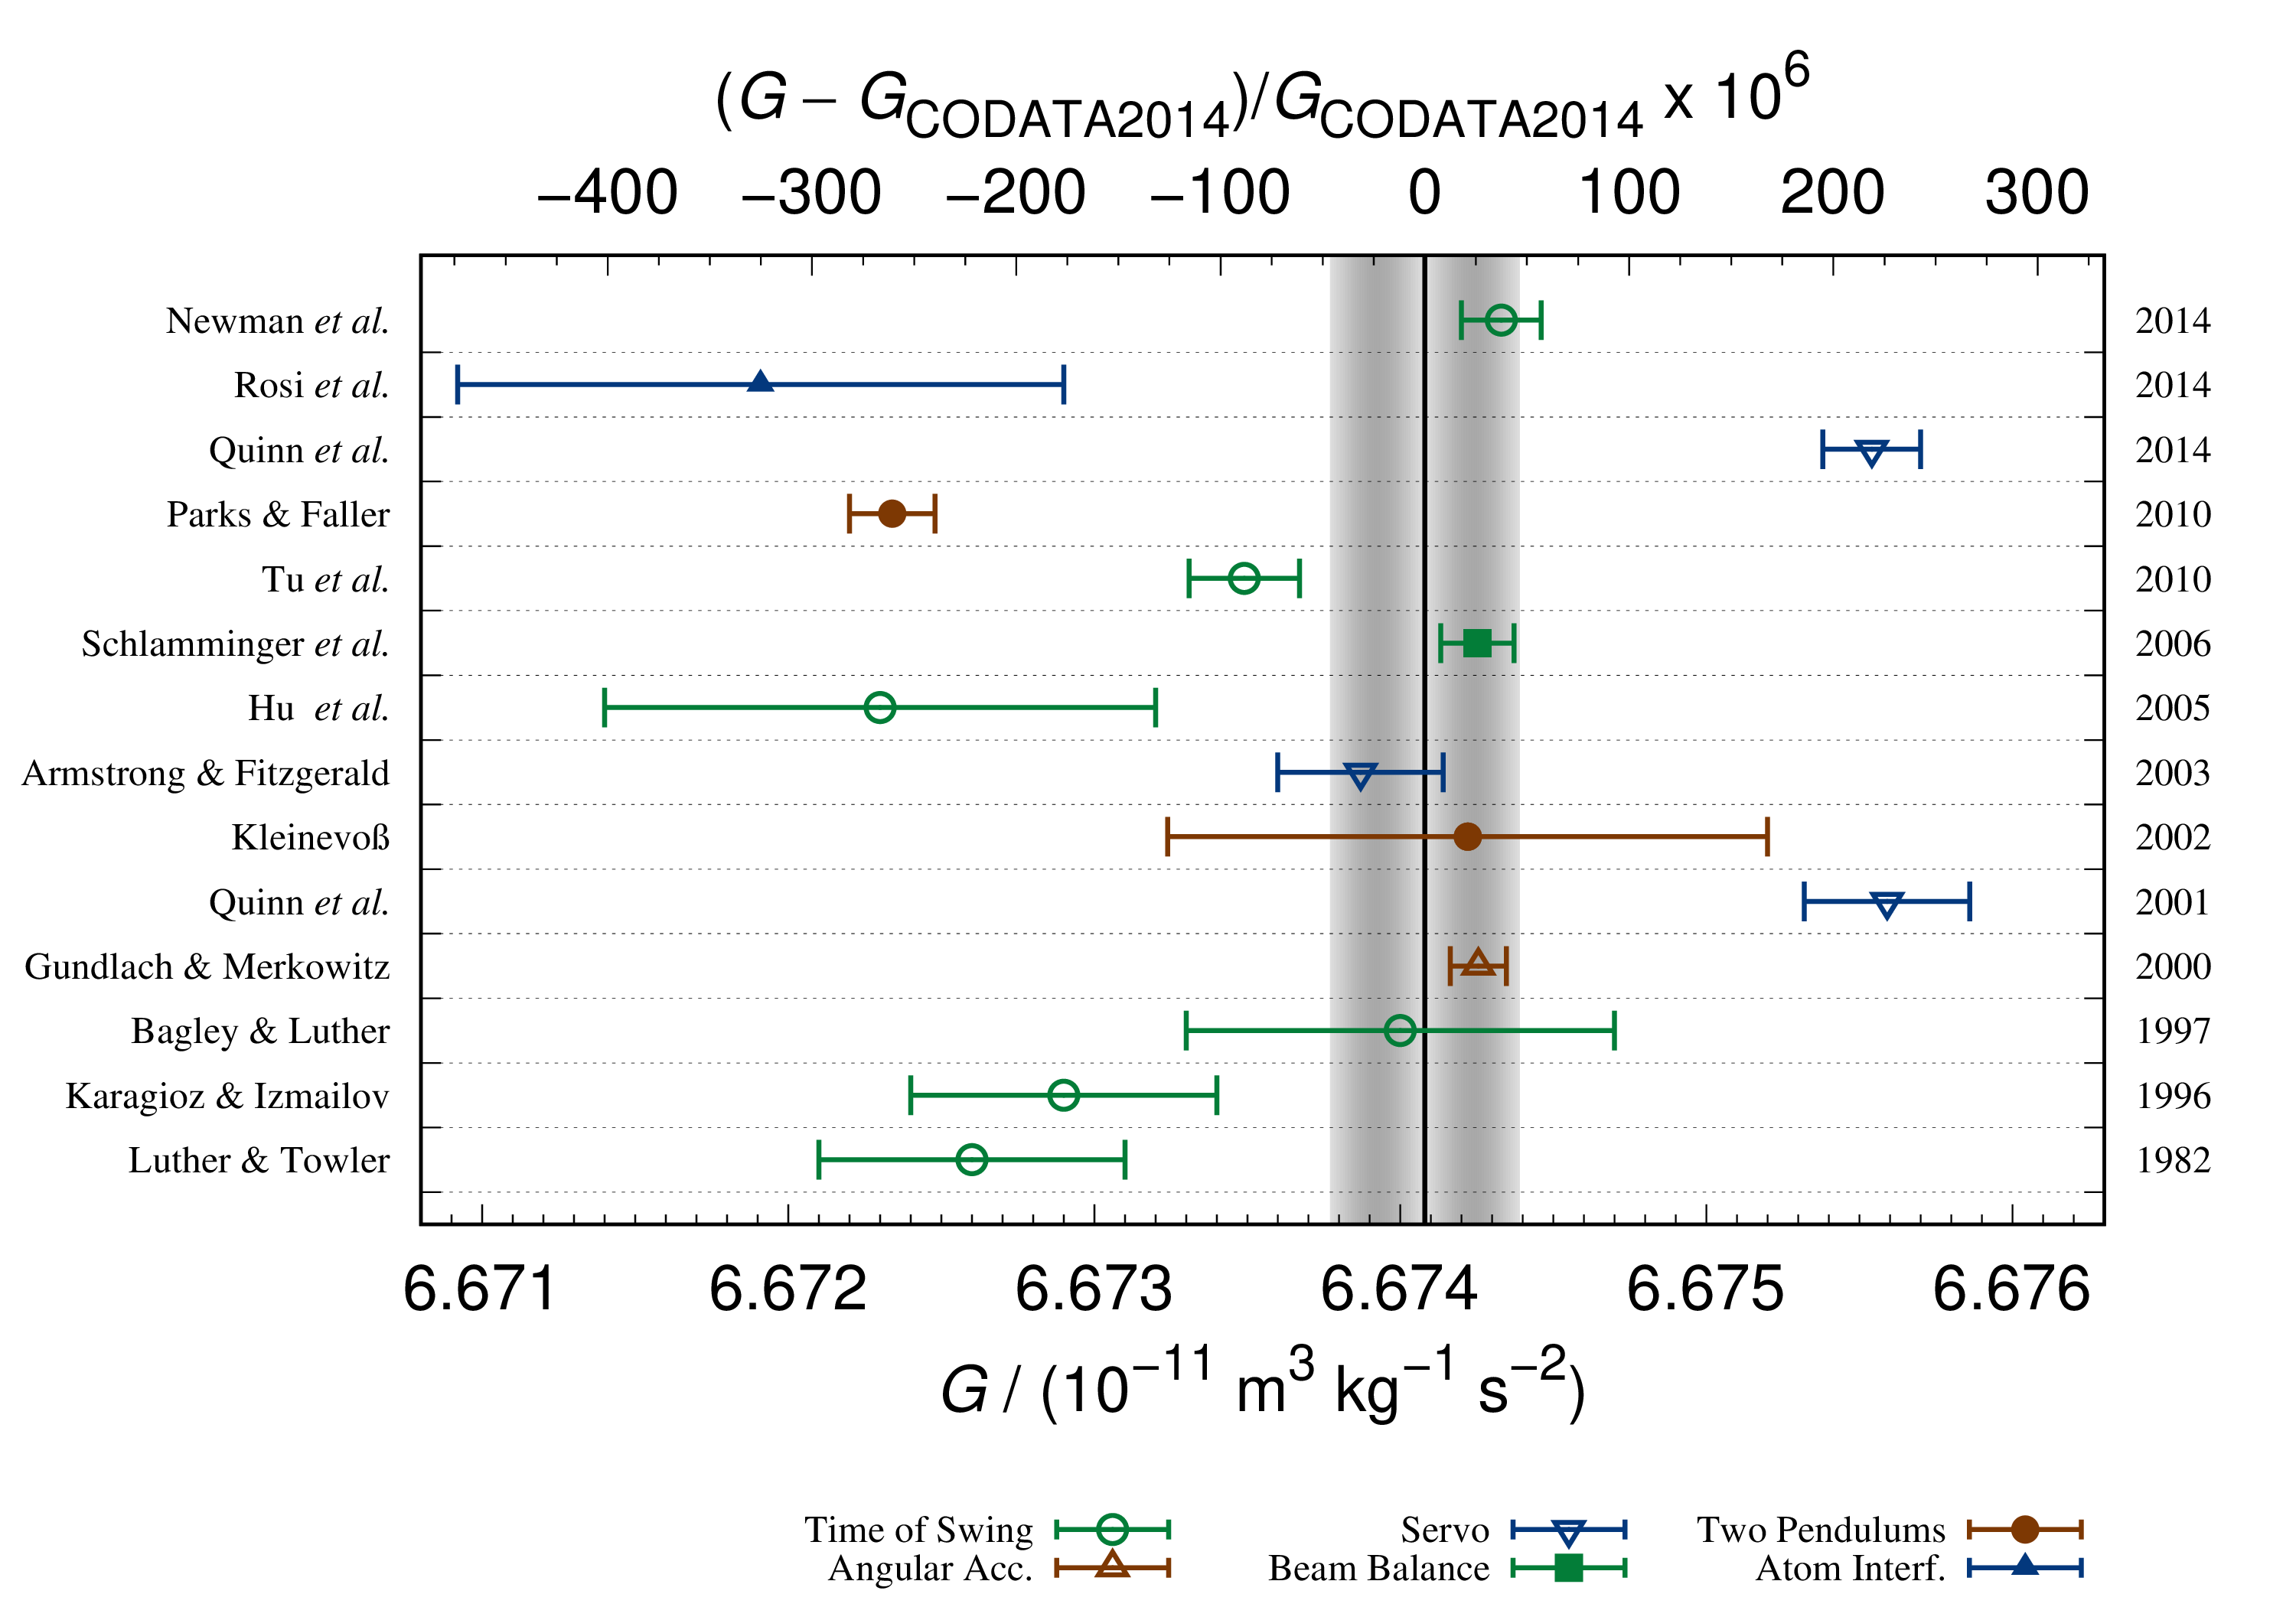 (G – G_CODATA2014)/G_CODATA2014 x 10^6
−400 −300 −200 −100 0 100 200 300
Newman et al. 2014
Rosi et al. 2014
Quinn et al. 2014
Parks & Faller 2010
Tu et al. 2010
Schlamminger et al. 2006
Hu et al. 2005
Armstrong & Fitzgerald 2003
Kleinevoß 2002
Quinn et al. 2001
Gundlach & Merkowitz 2000
Bagley & Luther 1997
Karagioz & Izmailov 1996
Luther & Towler 1982
6.671 6.672 6.673 6.674 6.675 6.676
G / (10^−11 m^3 kg^−1 s^−2)
Time of Swing Servo Two Pendulums
Angular Acc. Beam Balance Atom Interf.